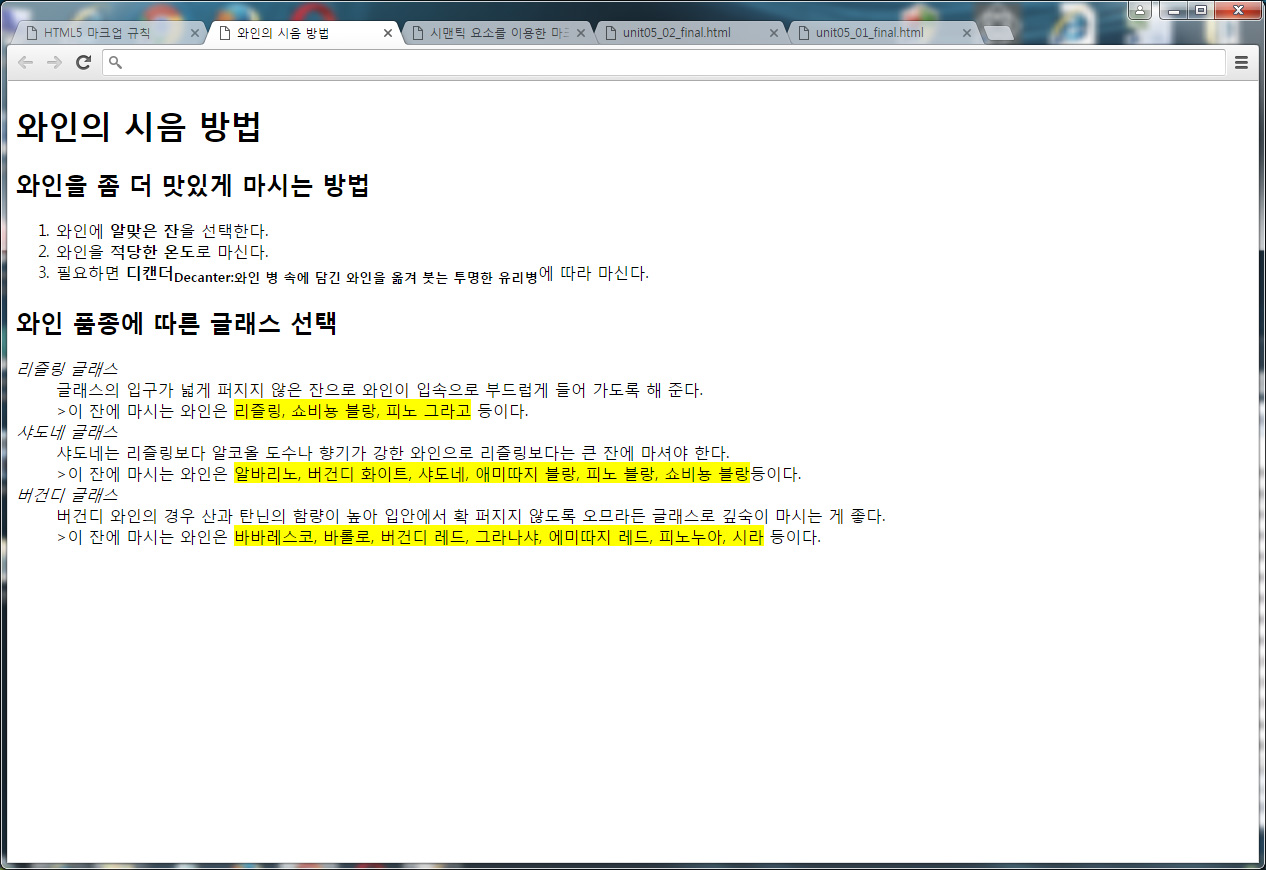 HTML5 마크업 규칙
와인의 시음 방법
시맨틱 요소를 이용한 마크
unit05_02_final.html
unit05_01_final.html
와인의 시음 방법
와인을 좀 더 맛있게 마시는 방법
1. 와인에 알맞은 잔을 선택한다.
2. 와인을 적당한 온도로 마신다.
3. 필요하면 디캔더Decanter:와인 병 속에 담긴 와인을 옮겨 붓는 투명한 유리병에 따라 마신다.
와인 품종에 따른 글래스 선택
리즐링 글래스
글래스의 입구가 넓게 퍼지지 않은 잔으로 와인이 입속으로 부드럽게 들어 가도록 해 준다.
>이 잔에 마시는 와인은 리즐링, 쇼비뇽 블랑, 피노 그라고 등이다.
샤도네 글래스
샤도네는 리즐링보다 알코올 도수나 향기가 강한 와인으로 리즐링보다는 큰 잔에 마셔야 한다.
>이 잔에 마시는 와인은 알바리노, 버건디 화이트, 샤도네, 애미따지 블랑, 피노 블랑, 쇼비뇽 블랑등이다.
버건디 글래스
버건디 와인의 경우 산과 탄닌의 함량이 높아 입안에서 확 퍼지지 않도록 오므라든 글래스로 깊숙이 마시는 게 좋다.
>이 잔에 마시는 와인은 바바레스코, 바롤로, 버건디 레드, 그라나샤, 에미따지 레드, 피노누아, 시라 등이다.